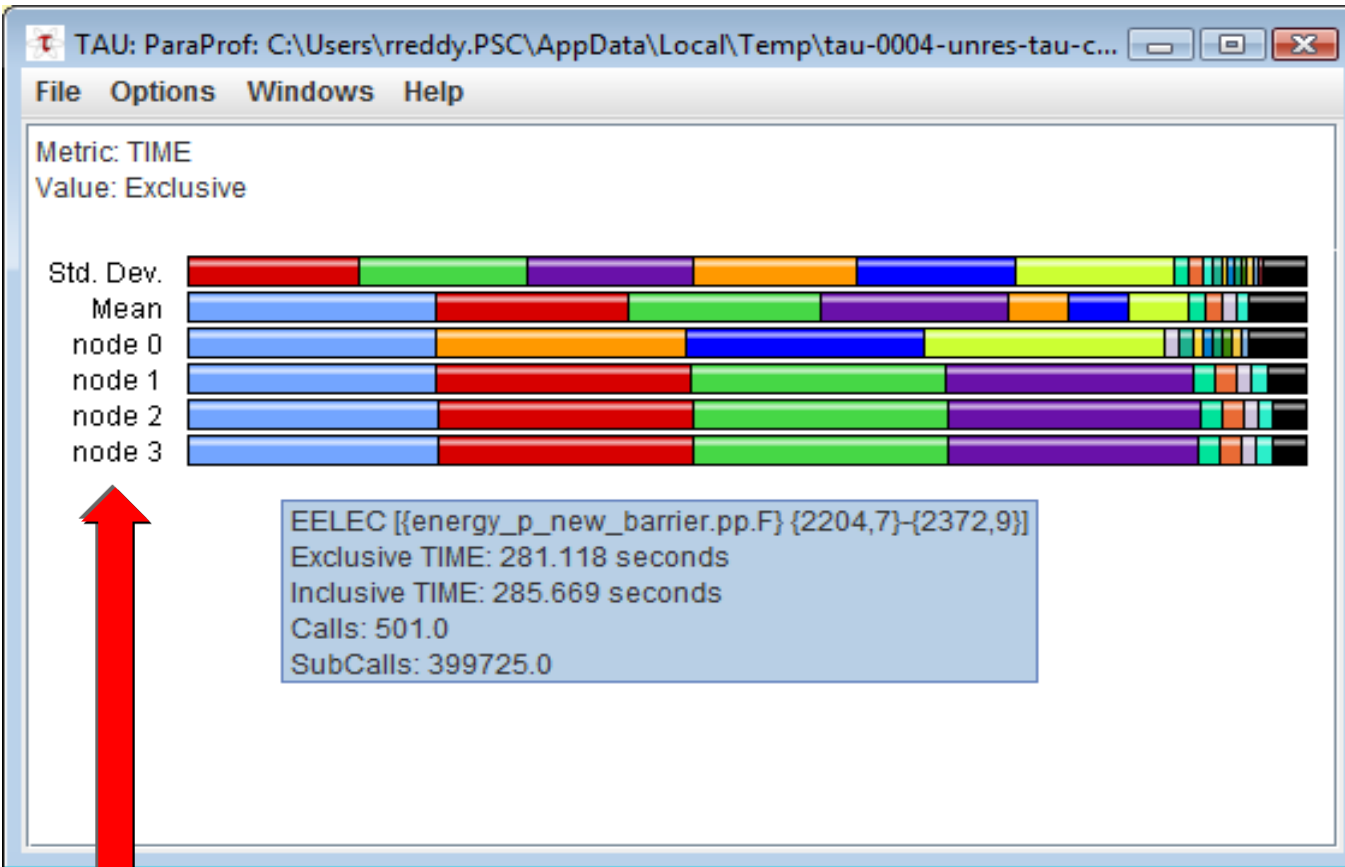 TAU: ParaProf: C:\Users\rreddy.PSC\AppData\Local\Temp\tau-0004-unres-tau-c...
File Options Windows Help
Metric: TIME
Value: Exclusive
Std. Dev.
Mean
node 0
node 1
node 2
node 3
EELEC [{energy_p_new_barrier.pp.F} {2204,7}-{2372,9}]
Exclusive TIME: 281.118 seconds
Inclusive TIME: 285.669 seconds
Calls: 501.0
SubCalls: 399725.0